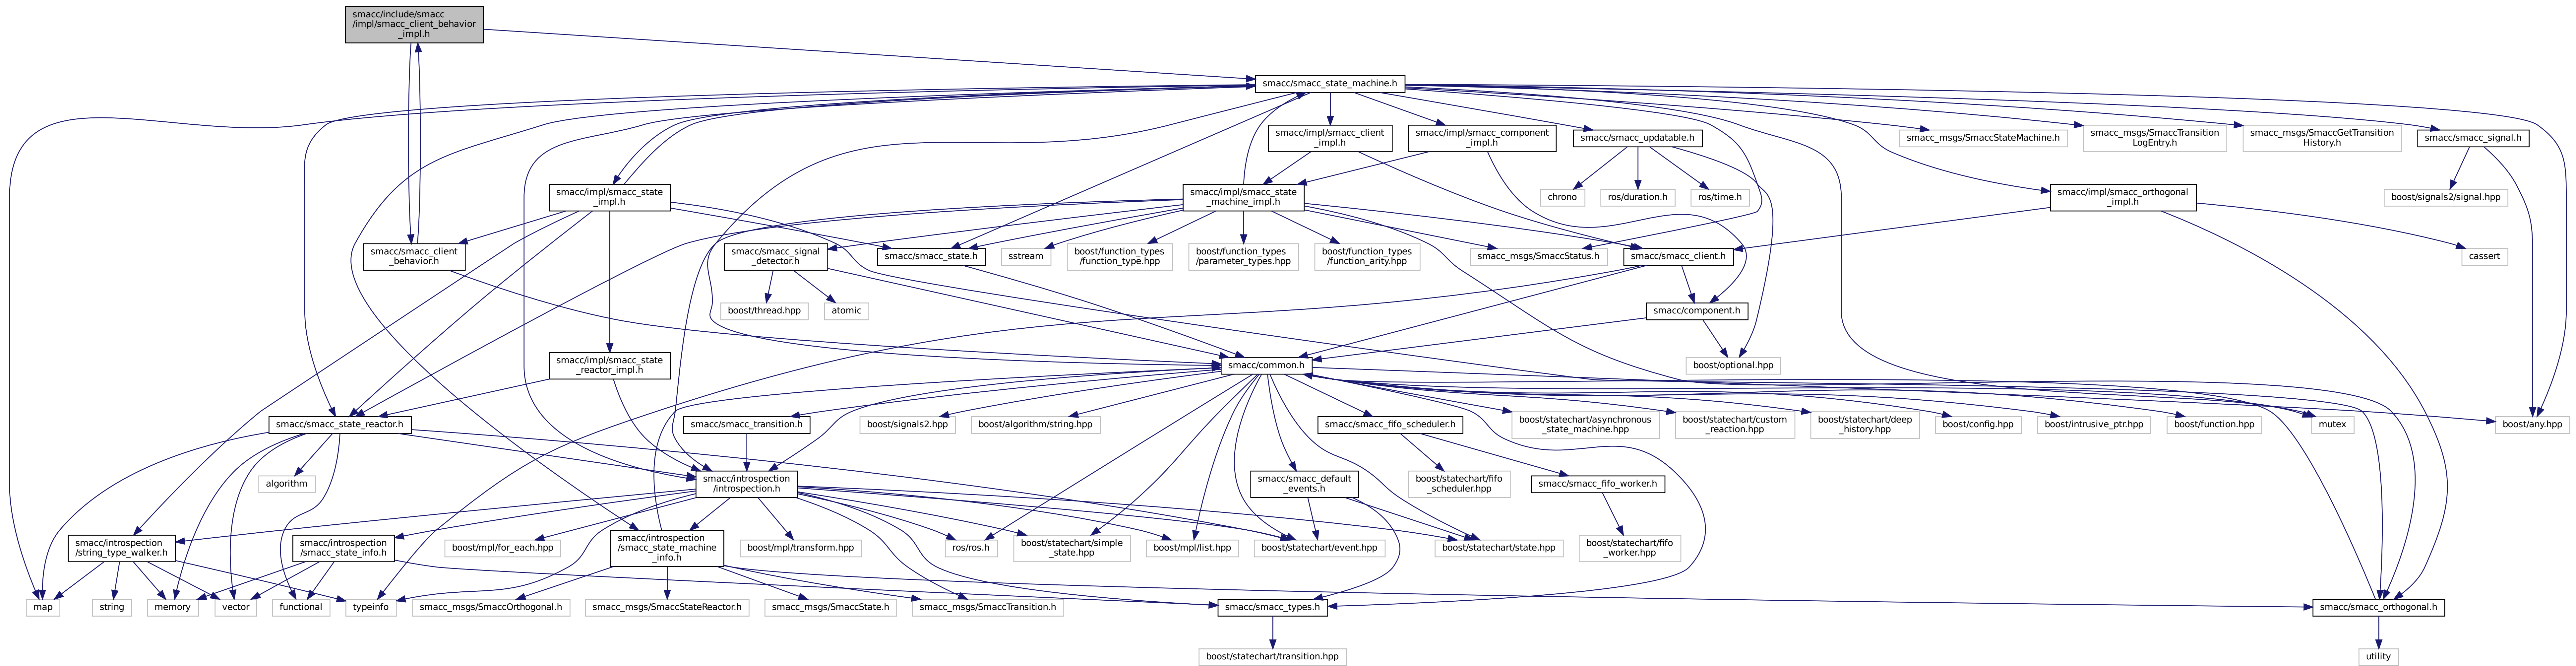 smacc/include/smacc
/impl/smacc_client_behavior
_impl.h
smacc/smacc_state_machine.h
smacc/impl/smacc_client
_impl.h
smacc/impl/smacc_component
_impl.h
smacc/smacc_updatable.h
smacc_msgs/SmaccStateMachine.h
smacc_msgs/SmaccTransition
LogEntry.h
smacc_msgs/SmaccGetTransition
History.h
smacc/smacc_signal.h
smacc/impl/smacc_state
_impl.h
smacc/impl/smacc_state
_machine_impl.h
chrono
ros/duration.h
ros/time.h
smacc/impl/smacc_orthogonal
_impl.h
boost/signals2/signal.hpp
smacc/smacc_client
_behavior.h
smacc/smacc_signal
_detector.h
smacc/smacc_state.h
sstream
boost/function_types
/function_type.hpp
boost/function_types
/parameter_types.hpp
boost/function_types
/function_arity.hpp
smacc_msgs/SmaccStatus.h
smacc/smacc_client.h
cassert
boost/thread.hpp
atomic
smacc/component.h
smacc/impl/smacc_state
_reactor_impl.h
smacc/common.h
boost/optional.hpp
smacc/smacc_state_reactor.h
smacc/smacc_transition.h
boost/signals2.hpp
boost/algorithm/string.hpp
smacc/smacc_fifo_scheduler.h
boost/statechart/asynchronous
_state_machine.hpp
boost/statechart/custom
_reaction.hpp
boost/statechart/deep
_history.hpp
boost/config.hpp
boost/intrusive_ptr.hpp
boost/function.hpp
mutex
boost/any.hpp
algorithm
smacc/introspection
/introspection.h
smacc/smacc_default
_events.h
boost/statechart/fifo
_scheduler.hpp
smacc/smacc_fifo_worker.h
smacc/introspection
/string_type_walker.h
smacc/introspection
/smacc_state_info.h
boost/mpl/for_each.hpp
smacc/introspection
/smacc_state_machine
_info.h
boost/mpl/transform.hpp
ros/ros.h
boost/statechart/simple
_state.hpp
boost/mpl/list.hpp
boost/statechart/event.hpp
boost/statechart/state.hpp
boost/statechart/fifo
_worker.hpp
map
string
memory
vector
functional
typeinfo
smacc_msgs/SmaccOrthogonal.h
smacc_msgs/SmaccStateReactor.h
smacc_msgs/SmaccState.h
smacc_msgs/SmaccTransition.h
smacc/smacc_types.h
smacc/smacc_orthogonal.h
boost/statechart/transition.hpp
utility